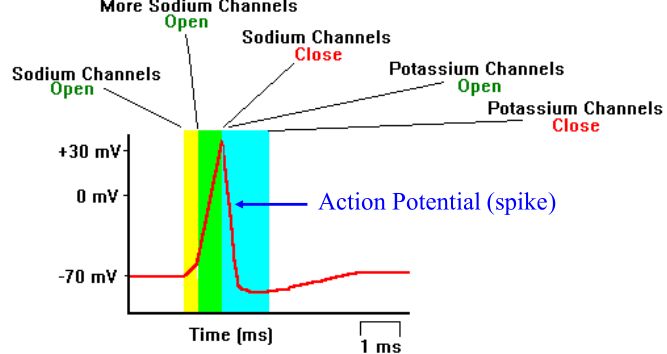 More Sodium Channels
Open
Sodium Channels
Close
Sodium Channels
Open
Potassium Channels
Open
Potassium Channels
Close
+30 mV
0 mV
Action Potential (spike)
-70 mV
Time (ms)
1 ms